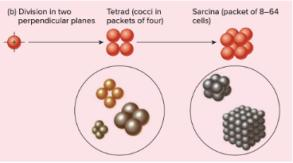 (b) Division in two
perpendicular planes
Tetrad (cocci in
packets of four)
Sarcina (packet of 8–64
cells)